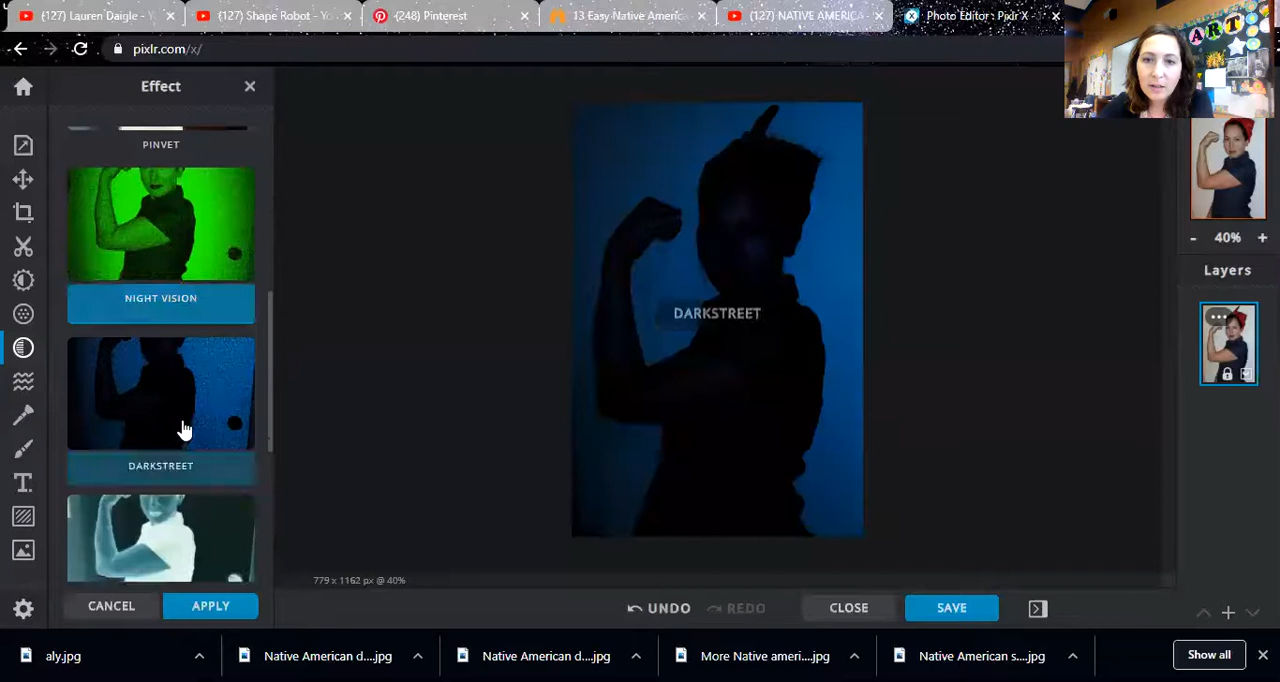 (127) Lauren Daigle - Y
(127) Shape Robot - Yo
(248) Pinterest
13 Easy Native Americ
(127) NATIVE AMERICA
Photo Editor : Pixlr X -
pixlr.com/x/
ART
Effect
PINVET
NIGHT VISION
DARKSTREET
CANCEL
APPLY
DARKSTREET
779 x 1162 px @ 40%
UNDO
REDO
CLOSE
SAVE
- 40% +
Layers
aly.jpg
Native American d....jpg
Native American d....jpg
More Native ameri....jpg
Native American s....jpg
Show all